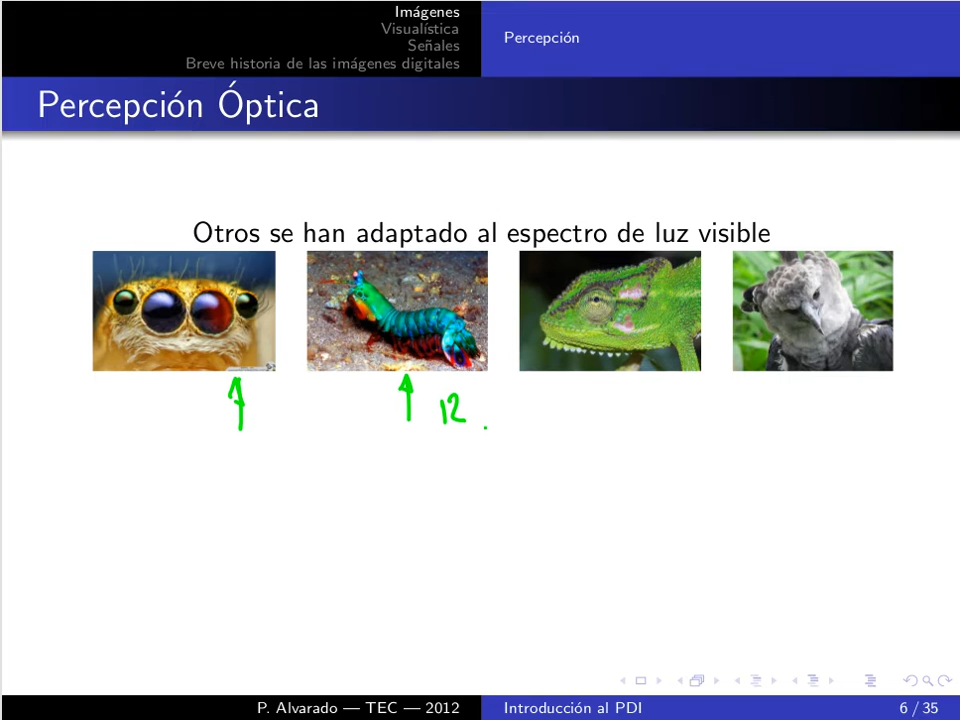 Imágenes
Visualística
Señales
Breve historia de las imágenes digitales
Percepción
Percepción Óptica
Otros se han adaptado al espectro de luz visible
12
P. Alvarado — TEC — 2012
Introducción al PDI
6 / 35